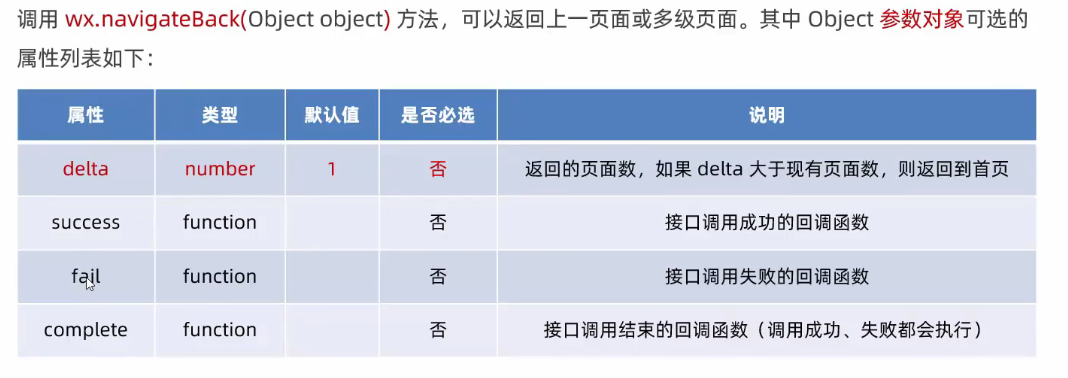 调用 wx.navigateBack(Object object) 方法，可以返回上一页面或多级页面。其中 Object 参数对象可选的
属性列表如下：
属性 类型 默认值 是否必选 说明
delta number 1 否 返回的页面数，如果 delta 大于现有页面数，则返回到首页
success function 否 接口调用成功的回调函数
fail function 否 接口调用失败的回调函数
complete function 否 接口调用结束的回调函数（调用成功、失败都会执行）